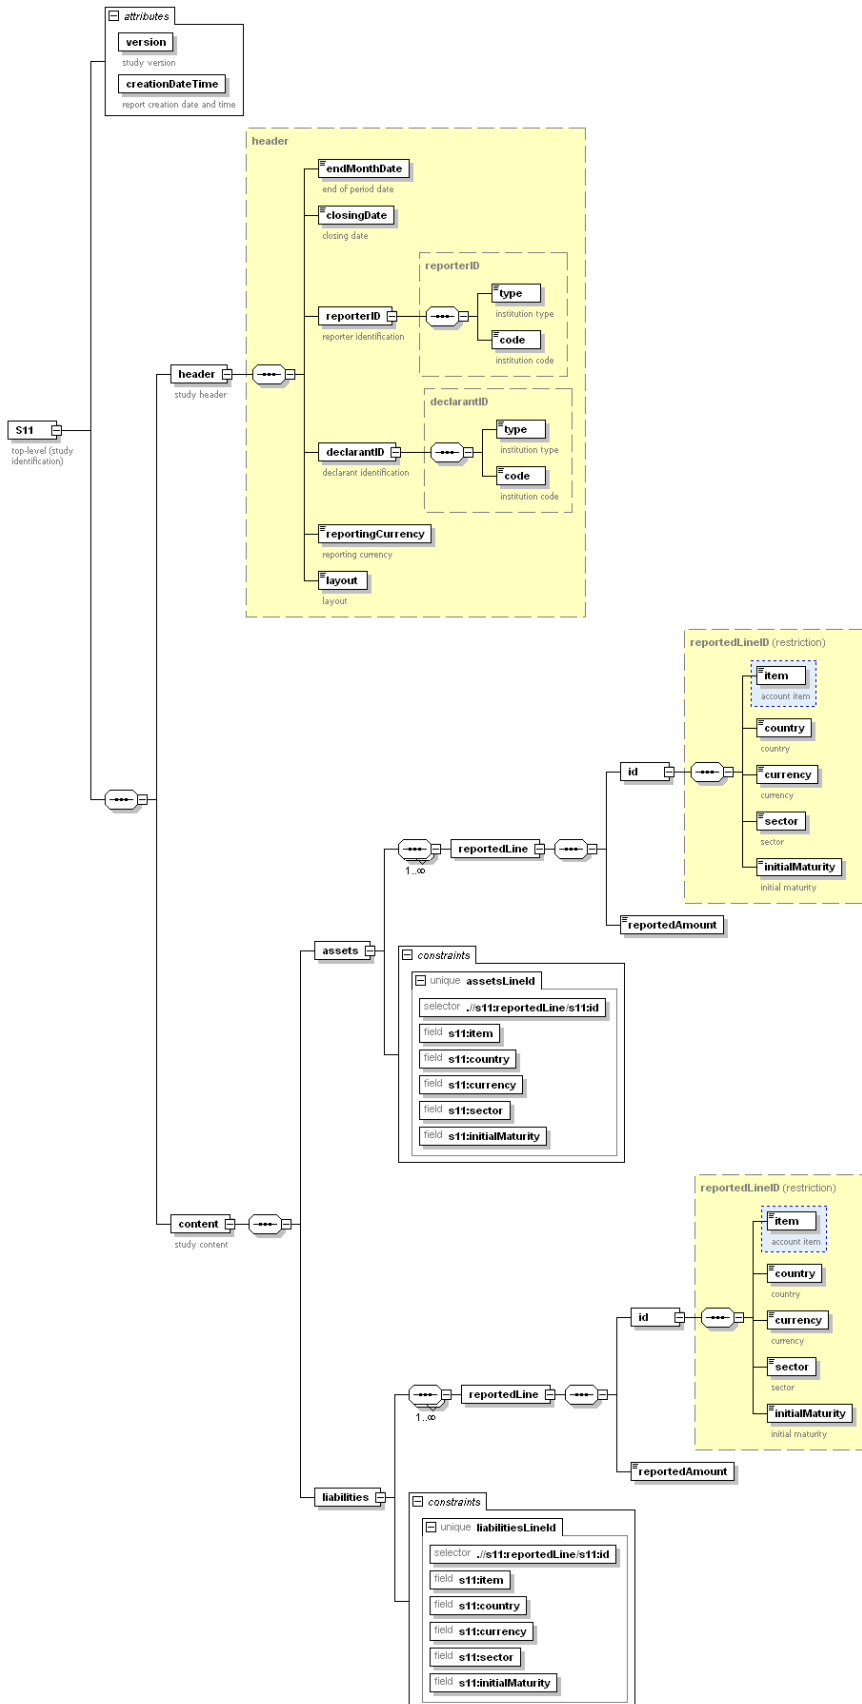 attributes
version
study version
creationDateTime
report creation date and time
header
endMonthDate
end of period date
closingDate
closing date
reporterID
type
institution type
reporterID
reporter identification
code
institution code
header
study header
declarantID
type
institution type
declarantID
declarant identification
code
institution code
S11
top-level (study
identification)
reportingCurrency
reporting currency
layout
layout
reportedLineID (restriction)
item
account item
country
country
id
currency
currency
sector
sector
reportedLine
1..∞
initialMaturity
initial maturity
reportedAmount
assets
constraints
unique assetsLineId
selector .//s11:reportedLine/s11:id
field s11:item
field s11:country
field s11:currency
field s11:sector
field s11:initialMaturity
content
study content
reportedLineID (restriction)
item
account item
country
country
id
currency
currency
sector
sector
reportedLine
1..∞
initialMaturity
initial maturity
reportedAmount
liabilities
constraints
unique liabilitiesLineId
selector .//s11:reportedLine/s11:id
field s11:item
field s11:country
field s11:currency
field s11:sector
field s11:initialMaturity